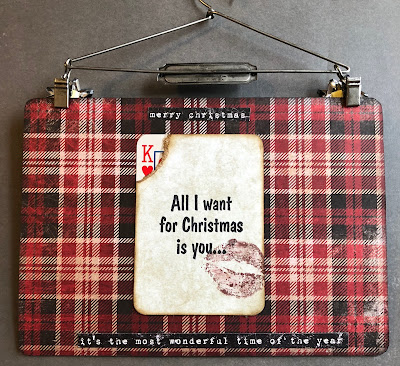 merry christmas
K
All I want
for Christmas
is you...
it's the most wonderful time of the year